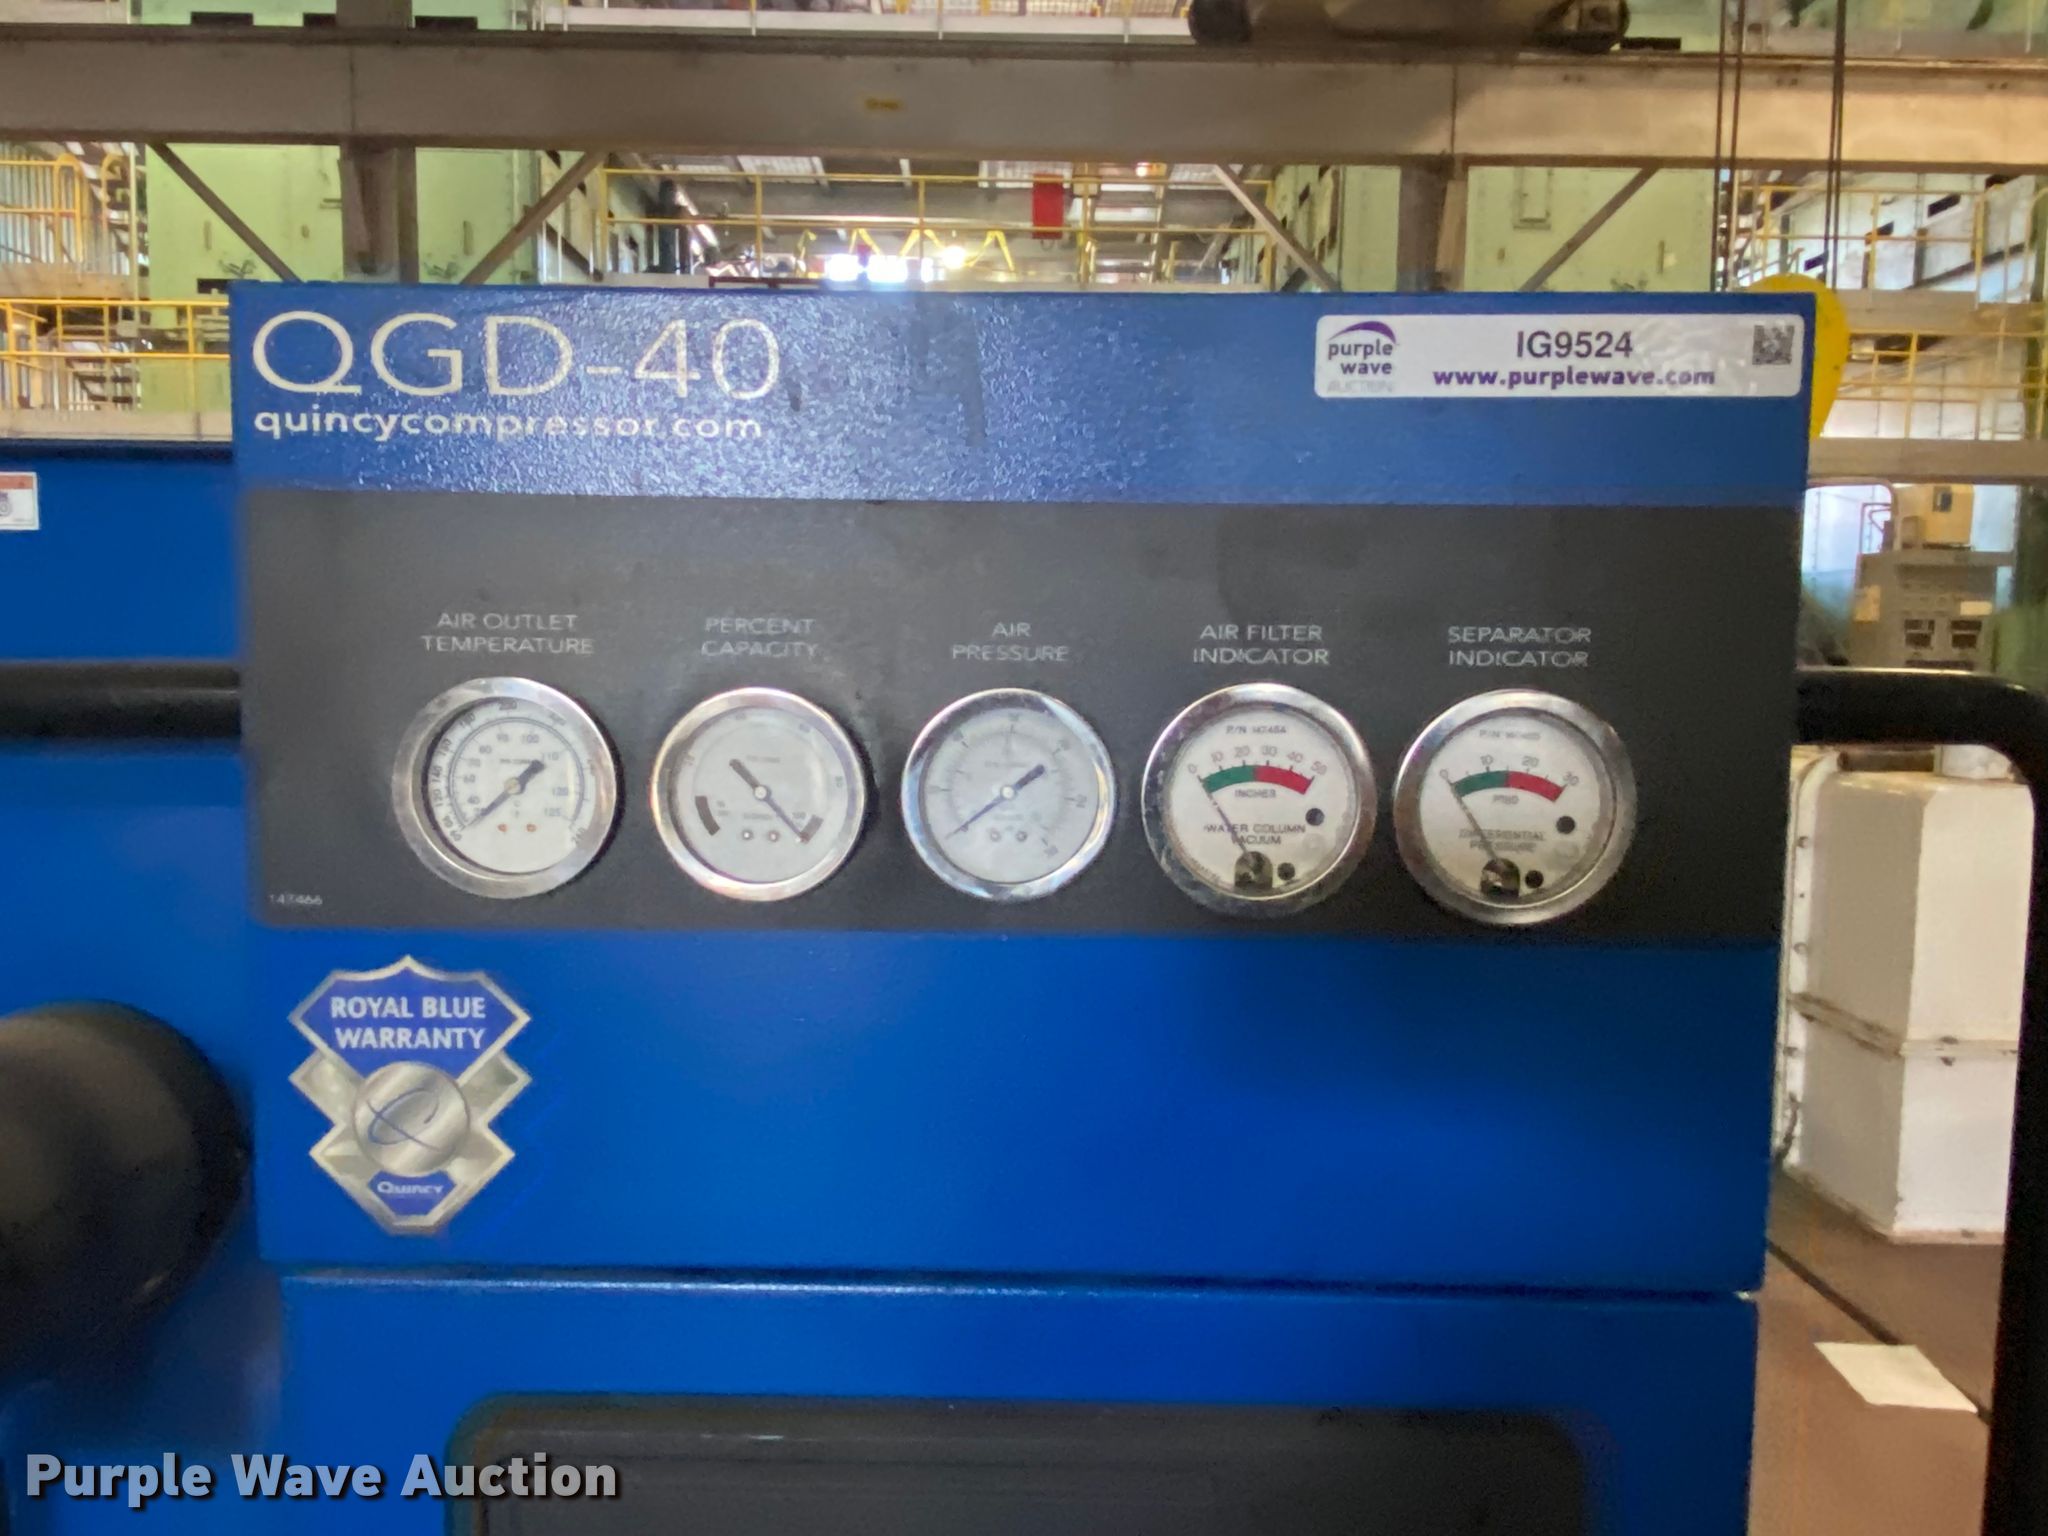 QGD-40
quincycompressor.com
purple
wave
AUCTION
IG9524
www.purplewave.com
AIR OUTLET
TEMPERATURE
PERCENT
CAPACITY
AIR
PRESSURE
AIR FILTER
INDICATOR
SEPARATOR
INDICATOR
0 10 20 30 40 50
INCHES
WATER COLUMN
VACUUM
0 10 20 30
PSID
DIFFERENTIAL
PRESSURE
ROYAL BLUE
WARRANTY
QUINCY
Purple Wave Auction